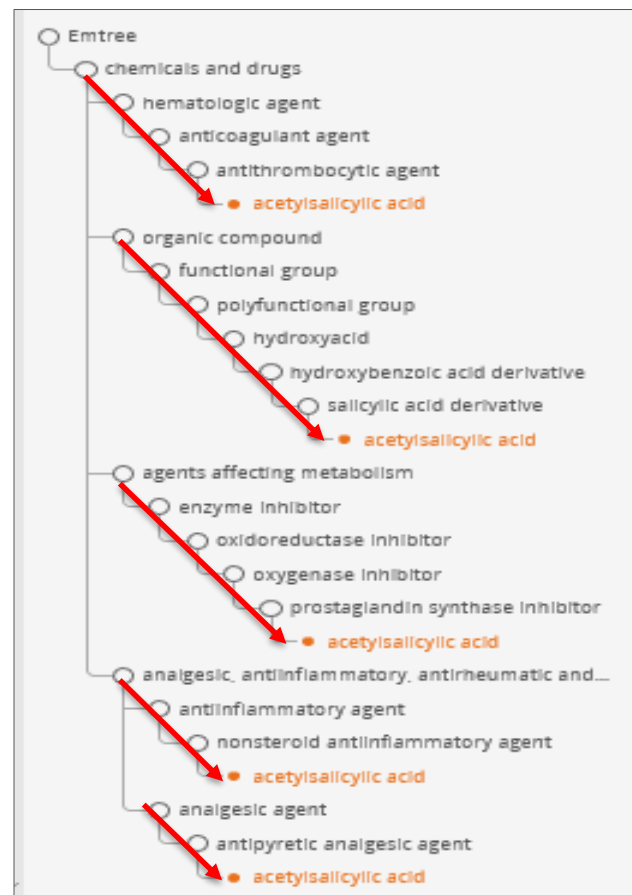 Emtree
chemicals and drugs
hematologic agent
anticoagulant agent
antithrombocytic agent
acetylsalicylic acid
organic compound
functional group
polyfunctional group
hydroxyacid
hydroxybenzoic acid derivative
salicylic acid derivative
acetylsalicylic acid
agents affecting metabolism
enzyme inhibitor
oxidoreductase inhibitor
oxygenase inhibitor
prostaglandin synthase inhibitor
acetylsalicylic acid
analgesic, antiinflammatory, antirheumatic and...
antiinflammatory agent
nonsteroid antiinflammatory agent
acetylsalicylic acid
analgesic agent
antipyretic analgesic agent
acetylsalicylic acid